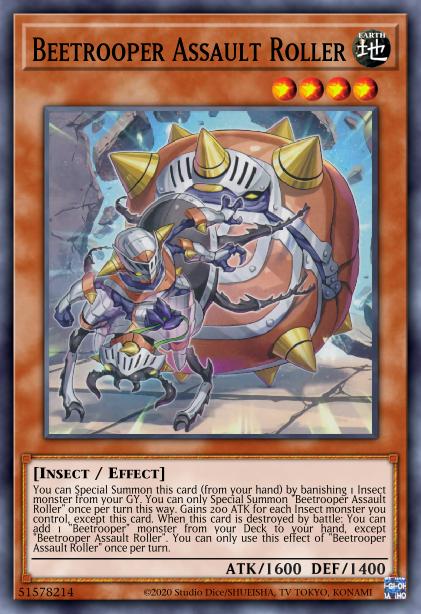 Beetrooper Assault Roller
EARTH
地
[Insect / Effect]
You can Special Summon this card (from your hand) by banishing 1 Insect
monster from your GY. You can only Special Summon "Beetrooper Assault
Roller" once per turn this way. Gains 200 ATK for each Insect monster you
control, except this card. When this card is destroyed by battle: You can
add 1 "Beetrooper" monster from your Deck to your hand, except
"Beetrooper Assault Roller". You can only use this effect of "Beetrooper
Assault Roller" once per turn.
ATK/1600 DEF/1400
51578214
©2020 Studio Dice/SHUEISHA, TV TOKYO, KONAMI